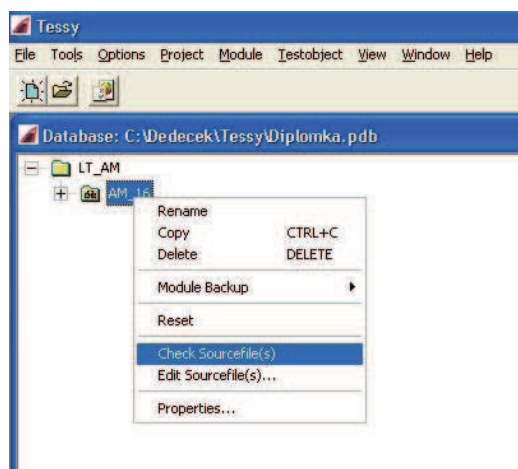 Tessy
File Tools Options Project Module Testobject View Window Help
Database: C:\Dedecek\Tessy\Diplomka.pdb
LT_AM
AM_16
Rename
Copy CTRL+C
Delete DELETE
Module Backup
Reset
Check Sourcefile(s)
Edit Sourcefile(s)...
Properties...